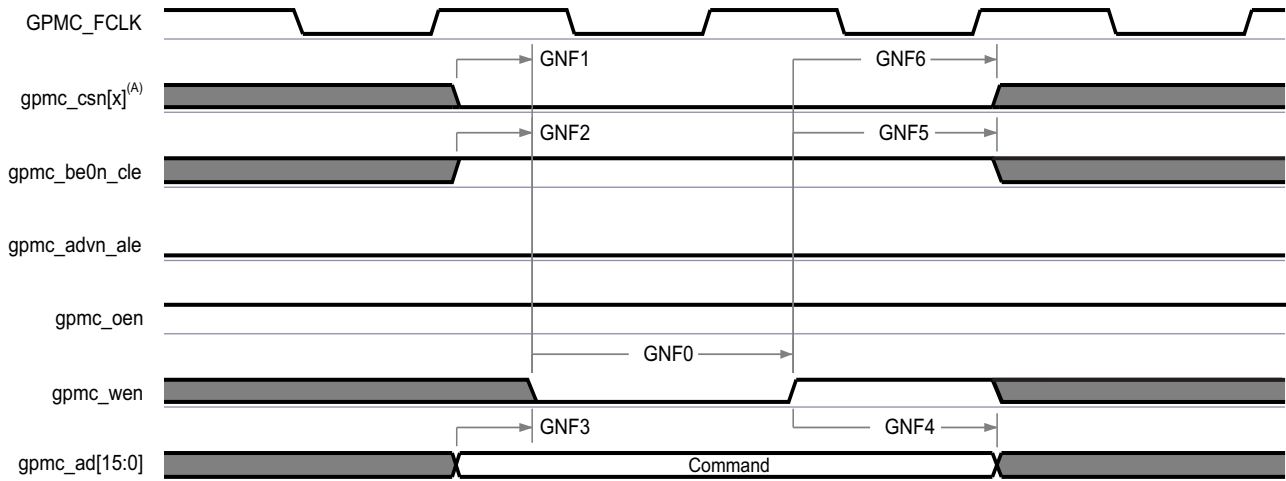 GPMC_FCLK
GNF1
GNF6
gpmc_csn[x](A)
GNF2
GNF5
gpmc_be0n_cle
gpmc_advn_ale
gpmc_oen
GNF0
gpmc_wen
GNF3
GNF4
gpmc_ad[15:0]
Command